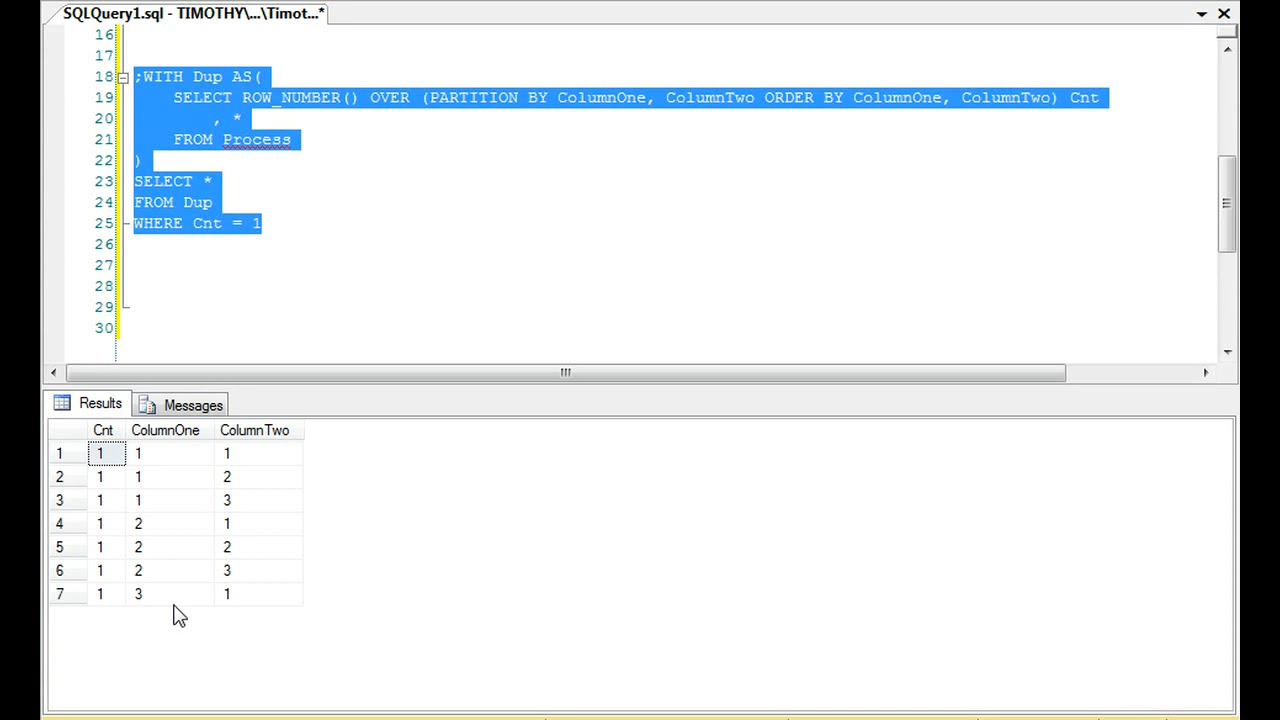 SQLQuery1.sql - TIMOTHY\...\Timot...*
16
17
18 ;WITH Dup AS(
19 SELECT ROW_NUMBER() OVER (PARTITION BY ColumnOne, ColumnTwo ORDER BY ColumnOne, ColumnTwo) Cnt
20 , *
21 FROM Process
22 )
23 SELECT *
24 FROM Dup
25 WHERE Cnt = 1
26
27
28
29
30
Results Messages
Cnt ColumnOne ColumnTwo
1 1 1 1
2 1 1 2
3 1 1 3
4 1 2 1
5 1 2 2
6 1 2 3
7 1 3 1